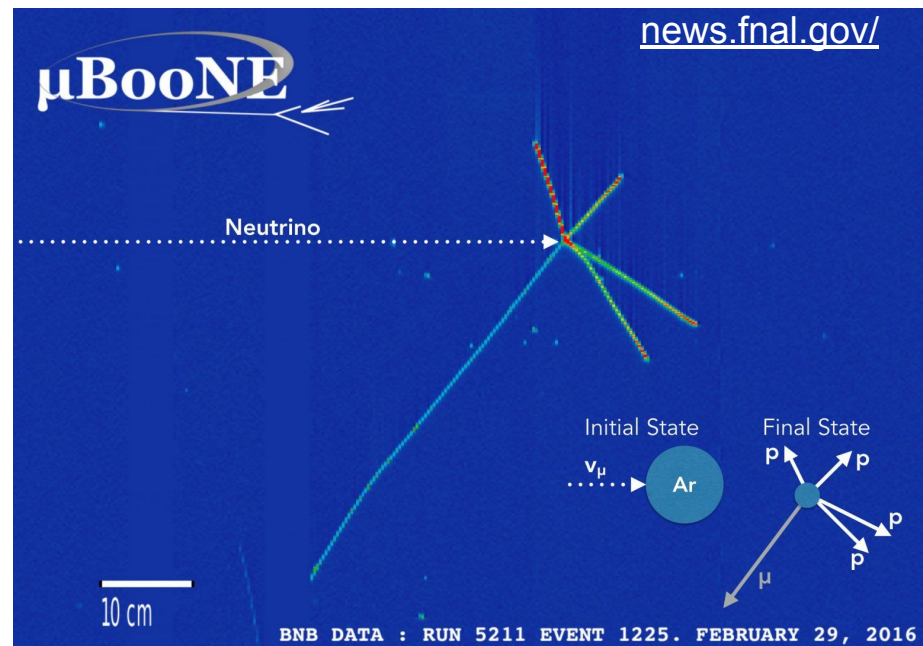 news.fnal.gov/
μBooNE
Neutrino
Initial State
Final State
νμ
Ar
p
p
p
p
μ
10 cm
BNB DATA : RUN 5211 EVENT 1225. FEBRUARY 29, 2016